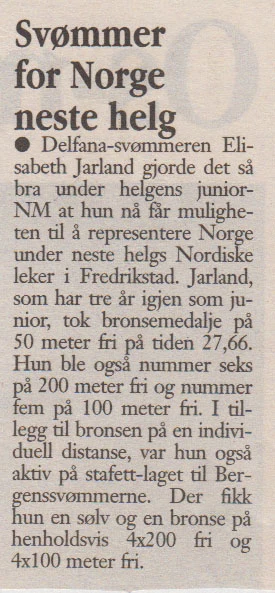 Svømmer
for Norge
neste helg
● Delfana-svømmeren Eli-
sabeth Jarland gjorde det så
bra under helgens junior-
NM at hun nå får mulighe-
ten til å representere Norge
under neste helgs Nordiske
leker i Fredrikstad. Jarland,
som har tre år igjen som ju-
nior, tok bronsemedalje på
50 meter fri på tiden 27,66.
Hun ble også nummer seks
på 200 meter fri og nummer
fem på 100 meter fri. I til-
legg til bronsen på en indivi-
duell distanse, var hun også
aktiv på stafett-laget til Ber-
genssvømmerne. Der fikk
hun en sølv og en bronse på
henholdsvis 4x200 fri og
4x100 meter fri.